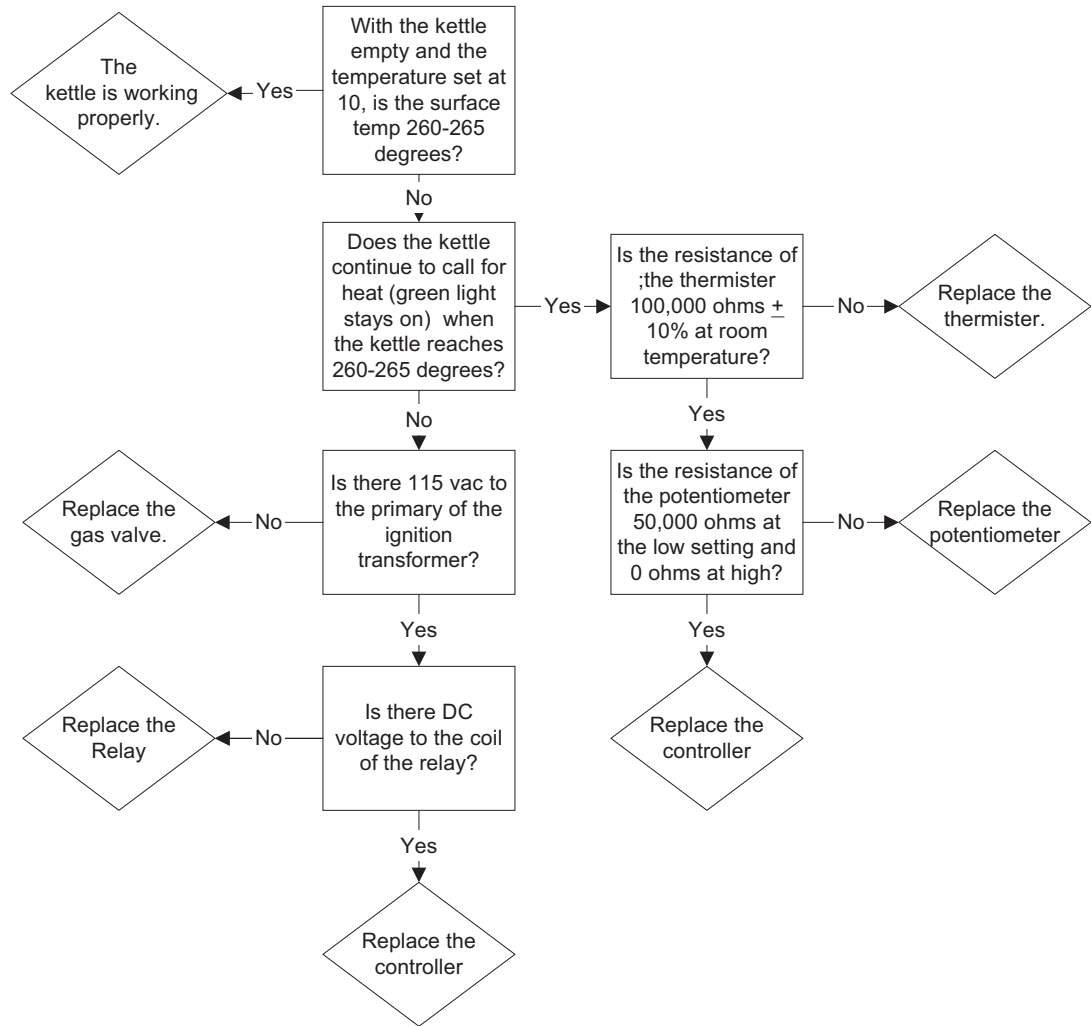 The
kettle is working
properly.
Yes
With the kettle
empty and the
temperature set at
10, is the surface
temp 260-265
degrees?
No
Does the kettle
continue to call for
heat (green light
stays on) when
the kettle reaches
260-265 degrees?
Yes
Is the resistance of
;the thermister
100,000 ohms ±
10% at room
temperature?
No
Replace the
thermister.
No
Yes
Replace the
gas valve.
No
Is there 115 vac to
the primary of the
ignition
transformer?
Is the resistance of
the potentiometer
50,000 ohms at
the low setting and
0 ohms at high?
No
Replace the
potentiometer
Yes
Yes
Replace the
Relay
No
Is there DC
voltage to the coil
of the relay?
Replace the
controller
Yes
Replace the
controller